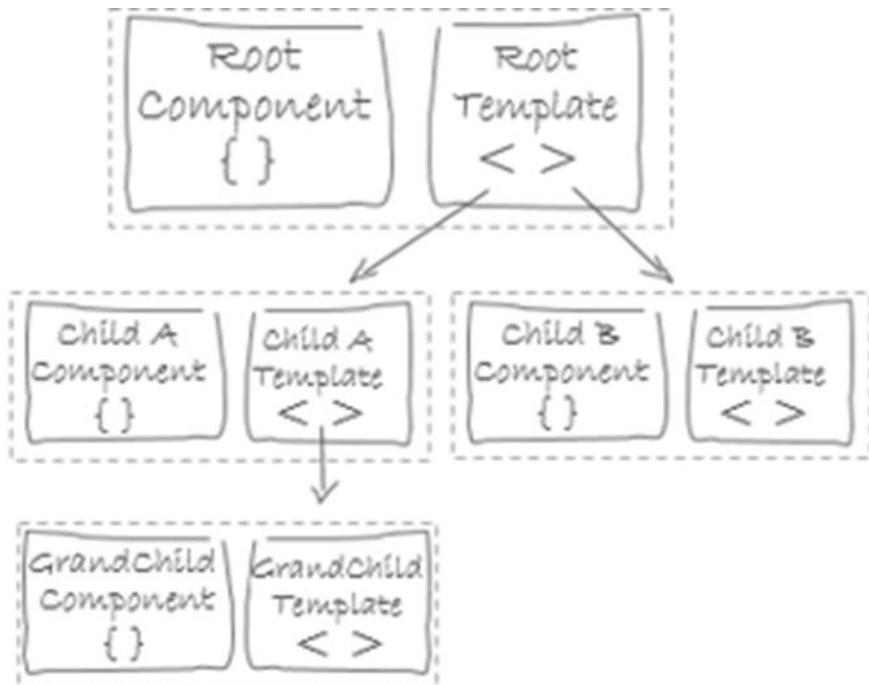 Root
Component
{ }
Root
Template
< >
Child A
Component
{ }
Child A
Template
< >
Child B
Component
{ }
Child B
Template
< >
GrandChild
Component
{ }
GrandChild
Template
< >